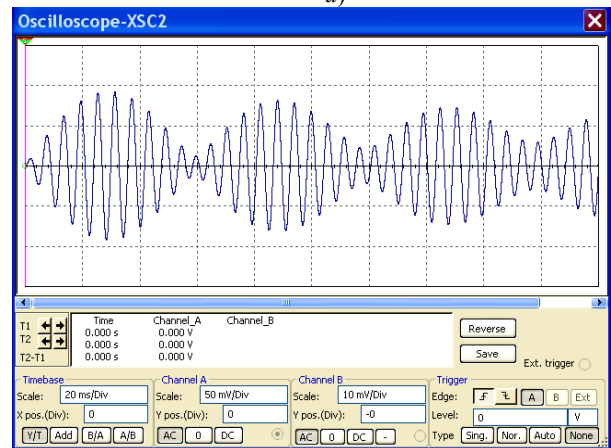 a)
Oscilloscope-XSC2
Time Channel_A Channel_B
T1 0.000 s 0.000 V
T2 0.000 s 0.000 V
T2-T1 0.000 s 0.000 V
Reverse
Save
Ext. trigger
Timebase
Scale: 20 ms/Div
X pos.(Div): 0
Y/T Add B/A A/B
Channel A
Scale: 50 mV/Div
Y pos.(Div): 0
AC 0 DC
Channel B
Scale: 10 mV/Div
Y pos.(Div): -0
AC 0 DC -
Trigger
Edge: A B Ext
Level: 0 V
Type Sing. Nor. Auto None